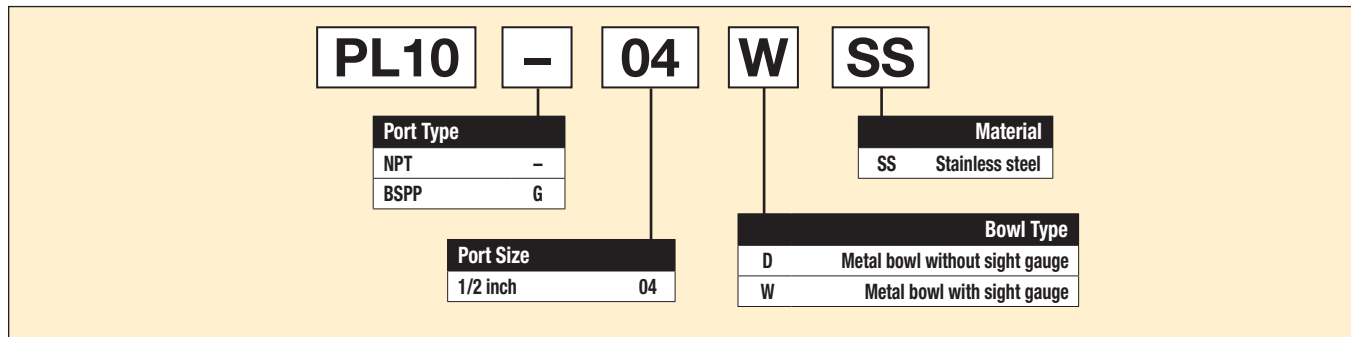 PL10 – 04 W SS
Port Type
NPT –
BSPP G
Material
SS Stainless steel
Port Size
1/2 inch 04
Bowl Type
D Metal bowl without sight gauge
W Metal bowl with sight gauge